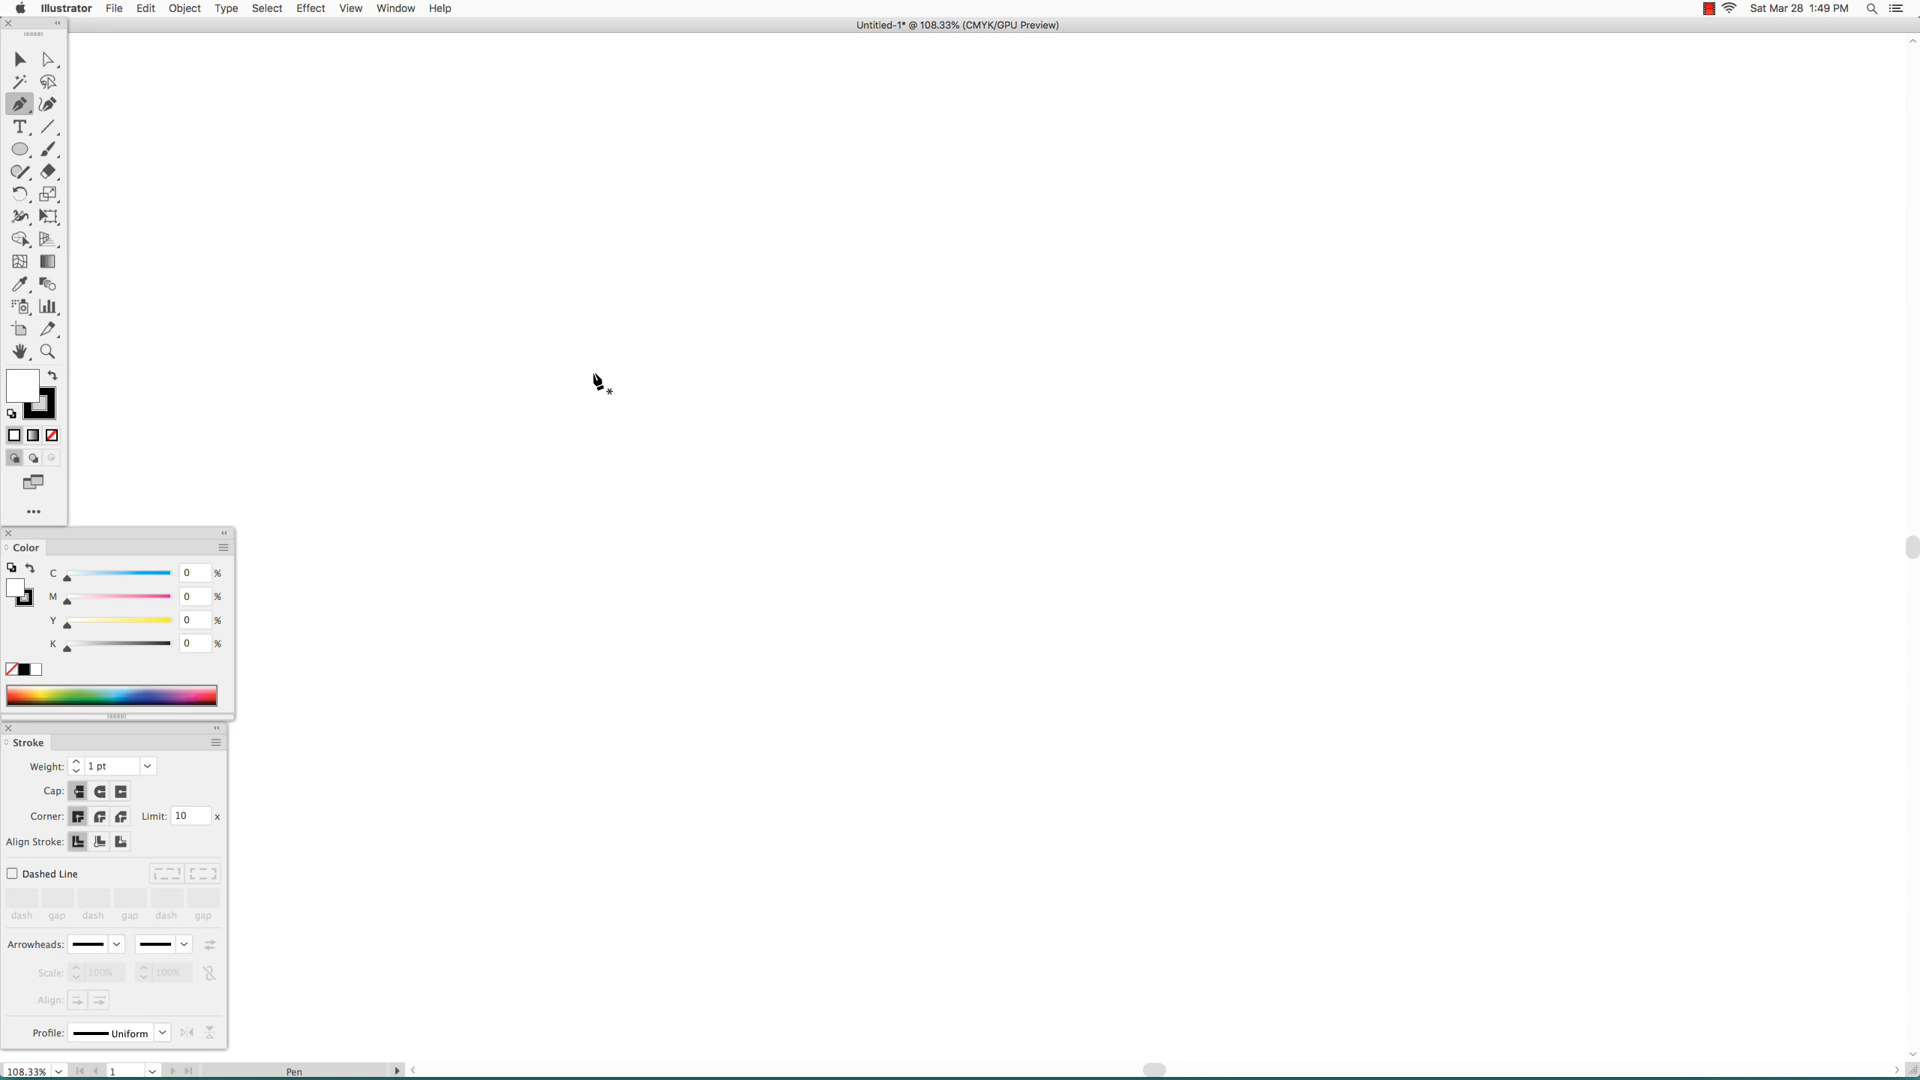 Illustrator File Edit Object Type Select Effect View Window Help Sat Mar 28 1:49 PM
Untitled-1* @ 108.33% (CMYK/GPU Preview)
Color
C 0 %
M 0 %
Y 0 %
K 0 %
Stroke
Weight: 1 pt
Cap:
Corner: Limit: 10 x
Align Stroke:
Dashed Line
dash gap dash gap dash gap
Arrowheads:
Scale: 100% 100%
Align:
Profile: Uniform
108.33% 1 Pen